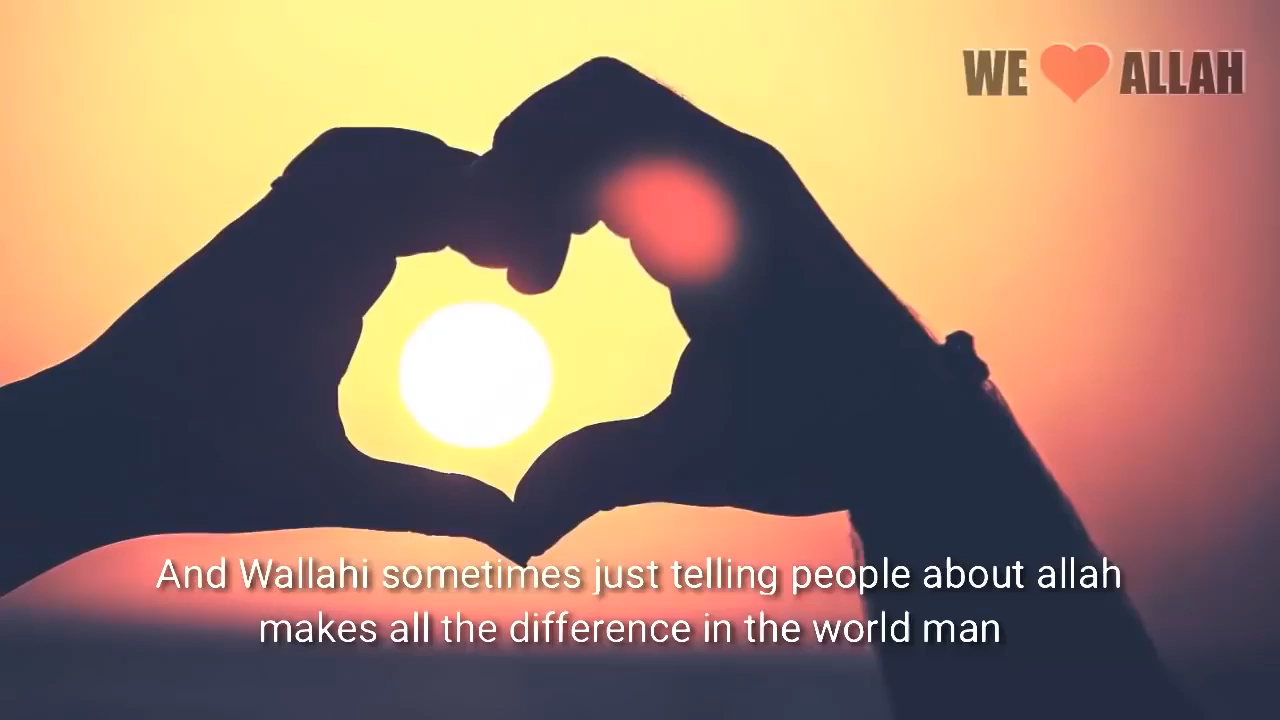 WE ALLAH
And Wallahi sometimes just telling people about allah
makes all the difference in the world man